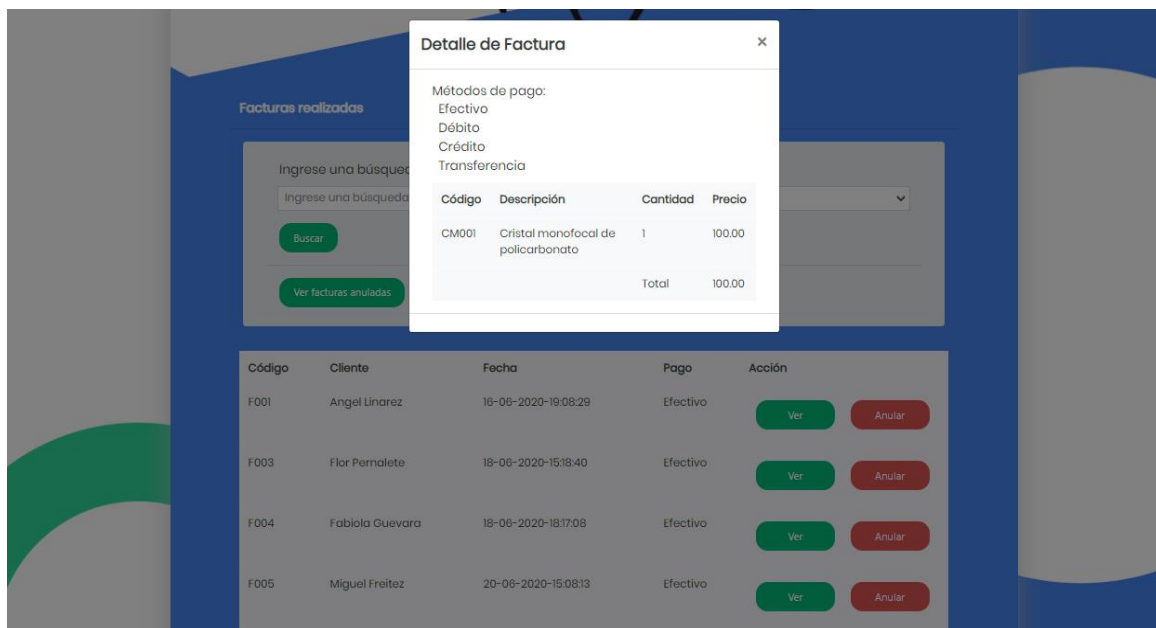 Detalle de Factura ×
Métodos de pago:
Efectivo
Débito
Crédito
Transferencia
Código Descripción Cantidad Precio
CM001 Cristal monofocal de policarbonato 1 100.00
Total 100.00
Facturas realizadas
Ingrese una búsqued
Ingrese una búsqueda
Buscar
Ver facturas anuladas
Código Cliente Fecha Pago Acción
F001 Angel Linarez 16-06-2020-19:08:29 Efectivo Ver Anular
F003 Flor Pernalete 18-06-2020-15:18:40 Efectivo Ver Anular
F004 Fabiola Guevara 18-06-2020-18:17:08 Efectivo Ver Anular
F005 Miguel Freitez 20-06-2020-15:08:13 Efectivo Ver Anular